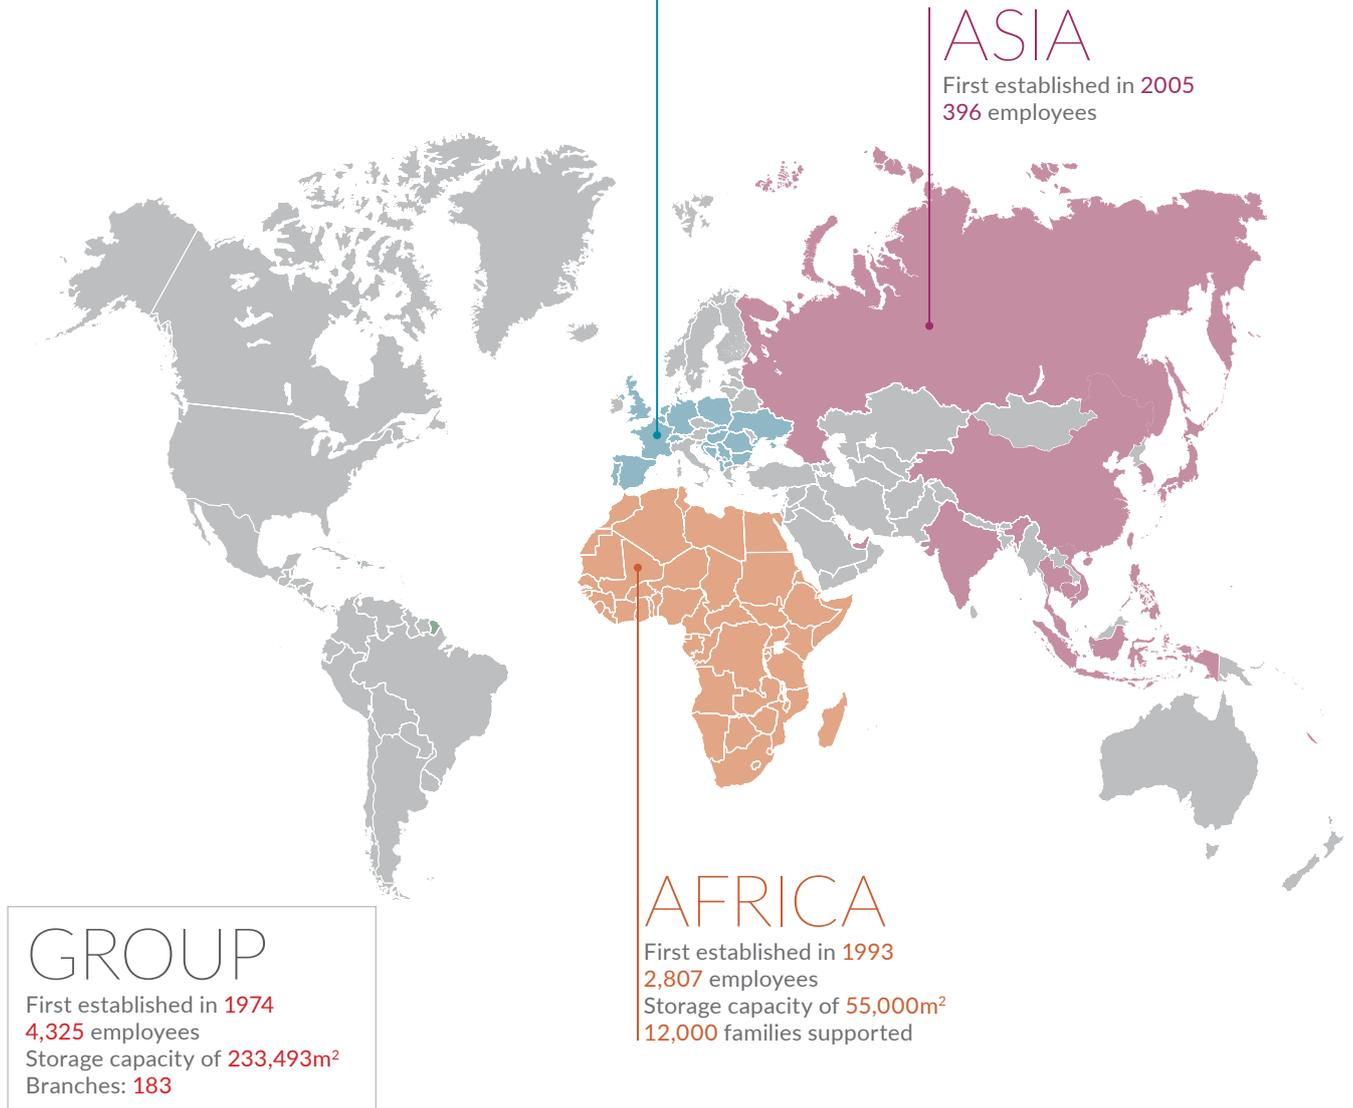 ASIA
First established in 2005
396 employees
AFRICA
First established in 1993
2,807 employees
Storage capacity of 55,000m²
12,000 families supported
GROUP
First established in 1974
4,325 employees
Storage capacity of 233,493m²
Branches: 183